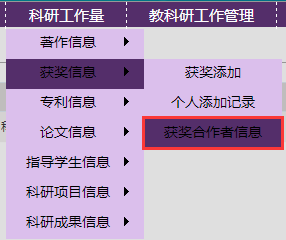 科研工作量 教科研工作管理
著作信息
获奖信息 获奖添加
专利信息 个人添加记录
论文信息 获奖合作者信息
指导学生信息
科研项目信息
科研成果信息